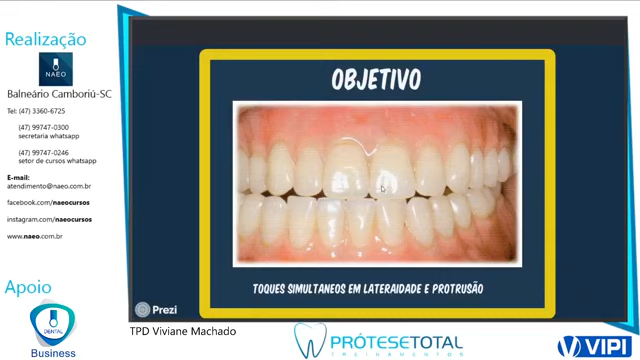 Realização
NAEO
Balneário Camboriú-SC
Tel: (47) 3360-6725
(47) 99747-0300
secretaria whatsapp
(47) 99747-0246
setor de cursos whatsapp
E-mail:
atendimento@naeo.com.br
facebook.com/naeocursos
instagram.com/naeocursos
www.naeo.com.br
Apoio
DENTAL
Business
OBJETIVO
TOQUES SIMULTANEOS EM LATERAIDADE E PROTRUSÃO
Prezi
TPD Viviane Machado
PRÓTESETOTAL
TREINAMENTOS
VIPI